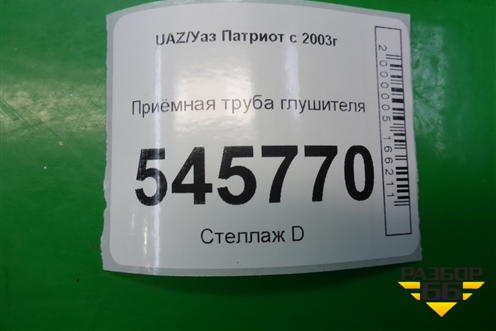 UAZ/Уаз Патриот с 2003г
Приёмная труба глушителя
545770
Стеллаж D
2000005166211
РАЗБОР
66